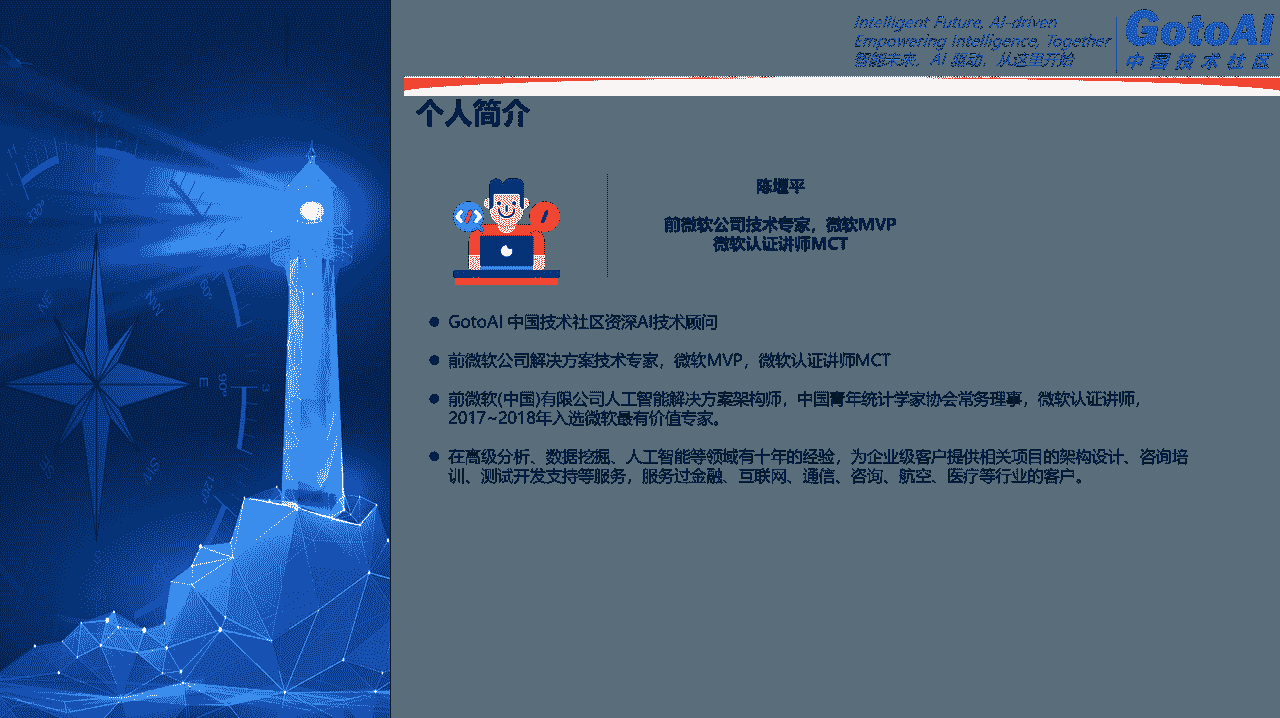 Intelligent Future, AI-driven
Empowering Intelligence, Together
智能未来，AI 驱动，从这里开始
GotoAI
中国技术社区
个人简介
陈堰平
前微软公司技术专家，微软MVP
微软认证讲师MCT
GotoAI 中国技术社区资深AI技术顾问
前微软公司解决方案技术专家，微软MVP，微软认证讲师MCT
前微软(中国)有限公司人工智能解决方案架构师，中国青年统计学家协会常务理事，微软认证讲师，
2017~2018年入选微软最有价值专家。
在高级分析、数据挖掘、人工智能等领域有十年的经验，为企业级客户提供相关项目的架构设计、咨询培
训、测试开发支持等服务，服务过金融、互联网、通信、咨询、航空、医疗等行业的客户。
12
11
330°
N
NE
NW
60°
E
90°
3
120°
S